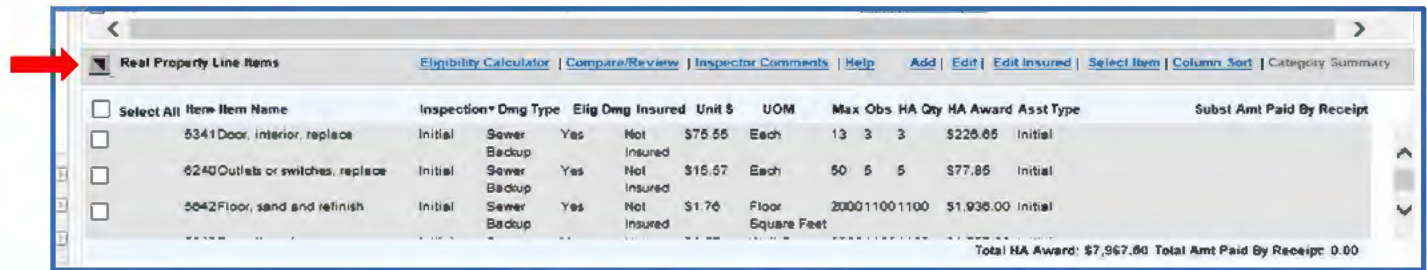 Real Property Line Items Eligibility Calculator | Compare/Review | Inspector Comments | Help Add | Edit | Edit Insured | Select Item | Column Sort | Category Summary
Select All Item Item Name Inspection Dmg Type Elig Dmg Insured Unit $ UOM Max Obs HA Qty HA Award Asst Type Subst Amt Paid By Receipt
5341 Door, interior, replace Initial Sewer Yes Not $75.55 Each 13 3 3 $226.65 Initial
Backup Insured
6240 Outlets or switches, replace Initial Sewer Yes Not $15.57 Each 50 5 5 $77.85 Initial
Backup Insured
5642 Floor, sand and refinish Initial Sewer Yes Not $1.76 Floor 2000 1100 1100 $1,936.00 Initial
Backup Insured Square Feet
Total HA Award: $7,967.60 Total Amt Paid By Receipt: 0.00